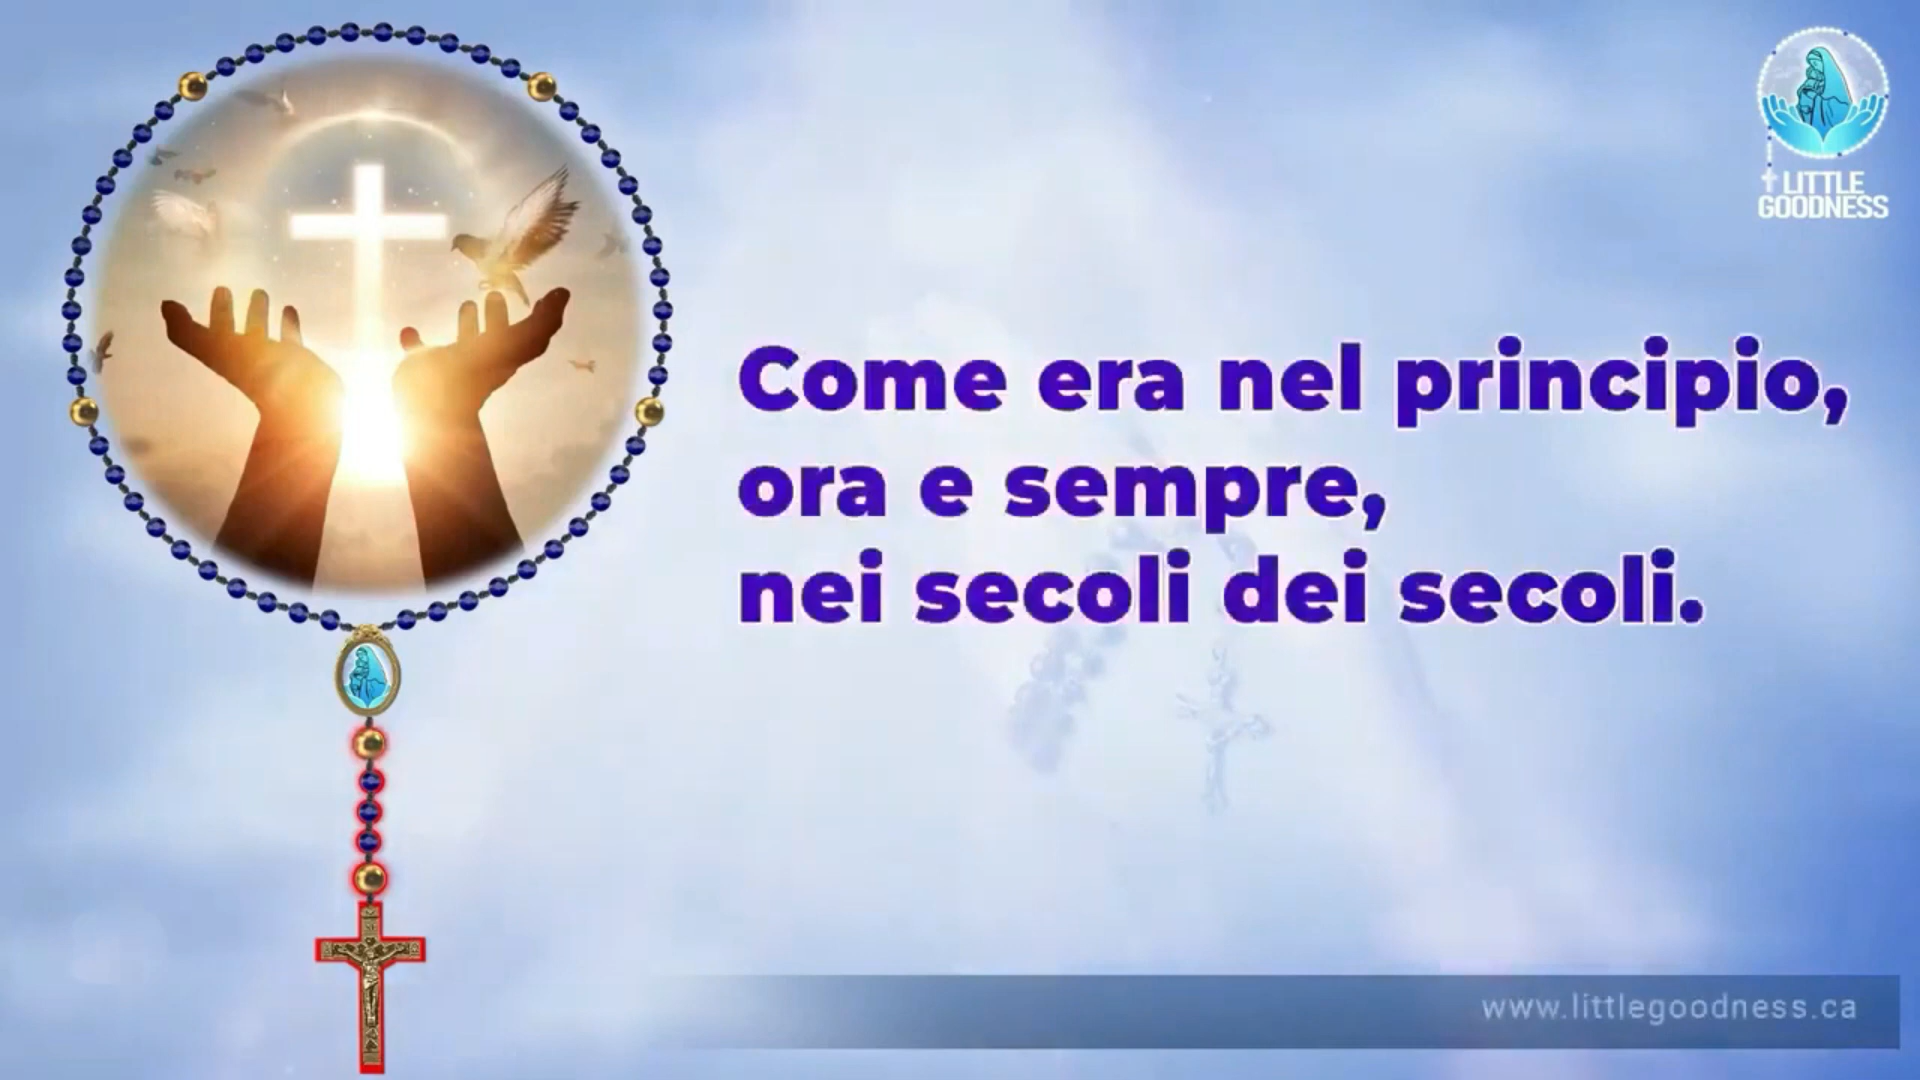 LITTLE
GOODNESS
Come era nel principio,
ora e sempre,
nei secoli dei secoli.
www.littlegoodness.ca